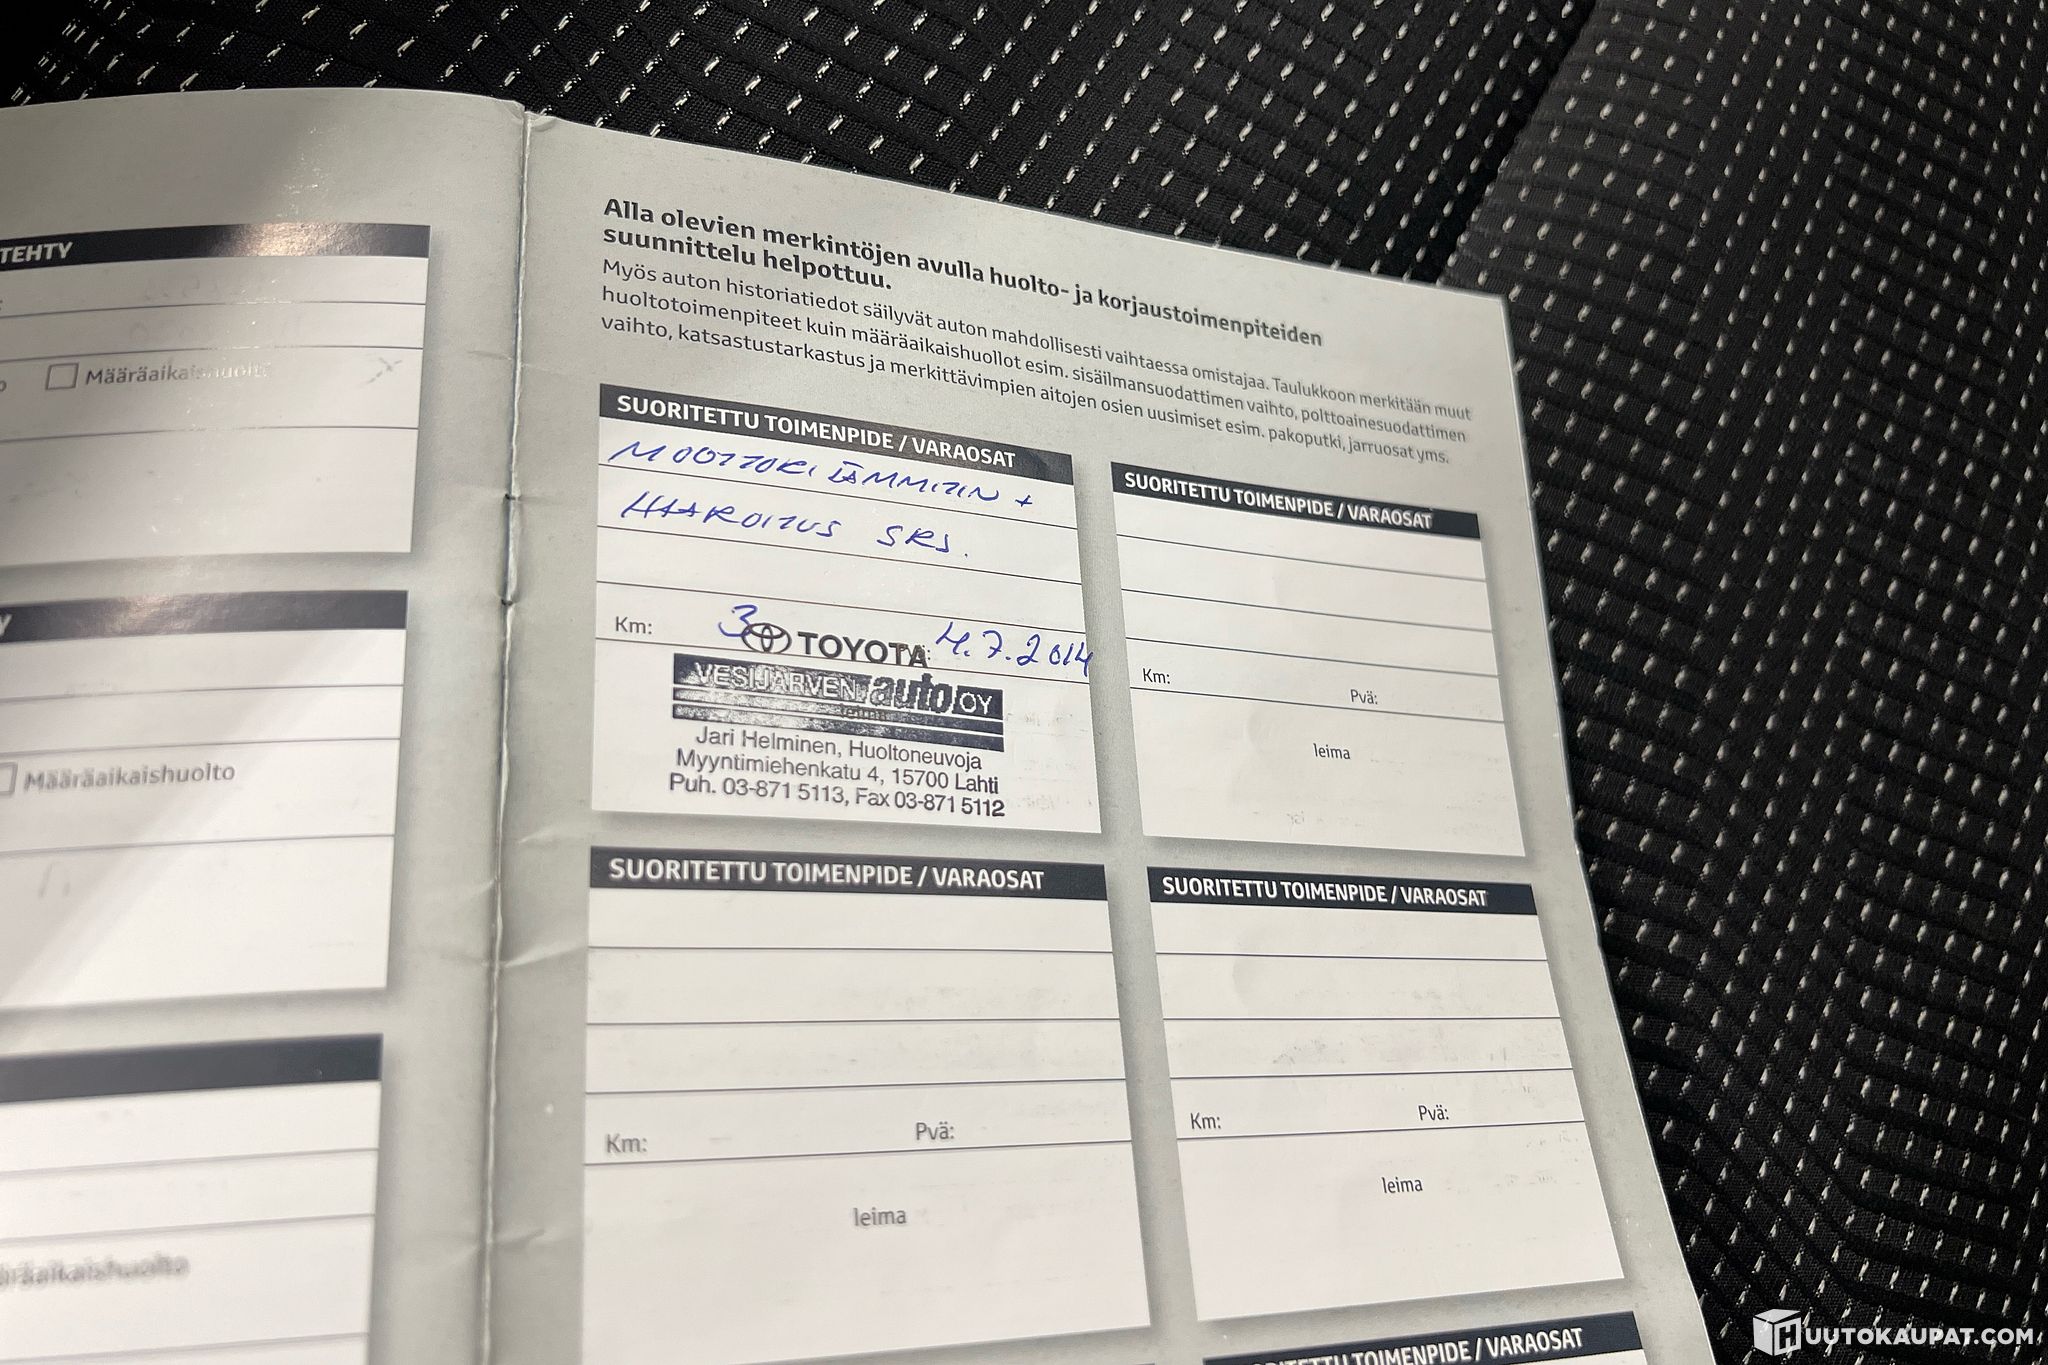 TEHTY
Määräaikaishuolto
Määräaikaishuolto
Alla olevien merkintöjen avulla huolto- ja korjaustoimenpiteiden
suunnittelu helpottuu.
Myös auton historiatiedot säilyvät auton mahdollisesti vaihtaessa omistajaa. Taulukkoon merkitään muut
huoltotoimenpiteet kuin määräaikaishuollot esim. sisäilmansuodattimen vaihto, polttoainesuodattimen
vaihto, katsastustarkastus ja merkittävimpien aitojen osien uusimiset esim. pakoputki, jarruosat yms.
SUORITETTU TOIMENPIDE / VARAOSAT
MOOTTORILÄMMITIN +
HAAROITUS SRJ.
Km: 3 TOYOTA 4.7.2014
VESIJÄRVEN auto OY
Jari Helminen, Huoltoneuvoja
Myyntimiehenkatu 4, 15700 Lahti
Puh. 03-871 5113, Fax 03-871 5112
SUORITETTU TOIMENPIDE / VARAOSAT
Km: Pvä:
leima
SUORITETTU TOIMENPIDE / VARAOSAT
Km: Pvä:
leima
SUORITETTU TOIMENPIDE / VARAOSAT
Km: Pvä:
leima
TOIMENPIDE / VARAOSAT
HUUTOKAUPAT.COM